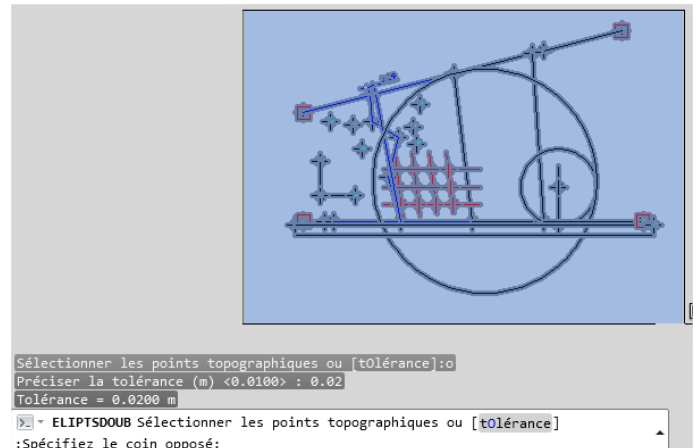 Sélectionner les points topographiques ou [tOlérance]:o
Préciser la tolérance (m) <0.0100> : 0.02
Tolérance = 0.0200 m
ELIPTSDOUB Sélectionner les points topographiques ou [tOlérance]
:Spécifiez le coin opposé: